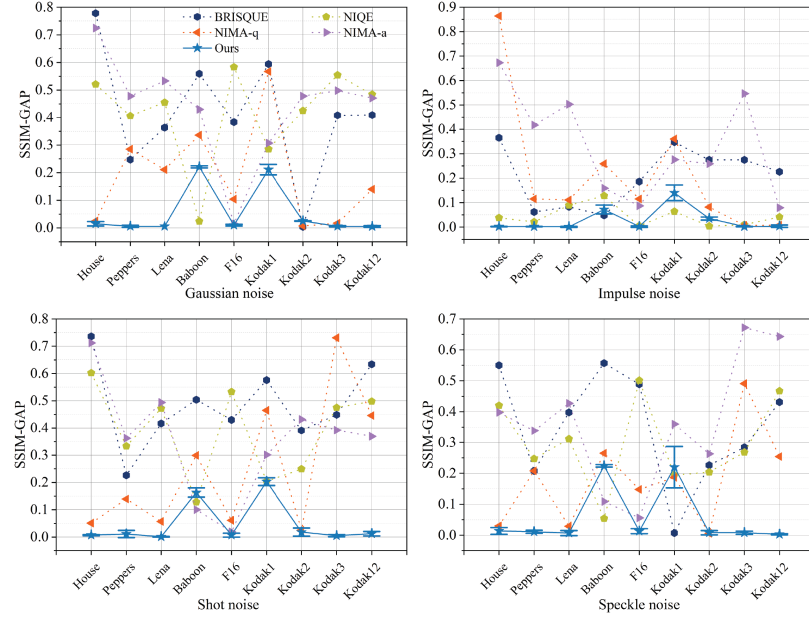 BRISQUE NIQE
NIMA-q NIMA-a
Ours
SSIM-GAP
0.8
0.7
0.6
0.5
0.4
0.3
0.2
0.1
0.0
House Peppers Lena Baboon F16 Kodak1 Kodak2 Kodak3 Kodak12
Gaussian noise
SSIM-GAP
0.9
0.8
0.7
0.6
0.5
0.4
0.3
0.2
0.1
0.0
House Peppers Lena Baboon F16 Kodak1 Kodak2 Kodak3 Kodak12
Impulse noise
SSIM-GAP
0.8
0.7
0.6
0.5
0.4
0.3
0.2
0.1
0.0
House Peppers Lena Baboon F16 Kodak1 Kodak2 Kodak3 Kodak12
Shot noise
SSIM-GAP
0.7
0.6
0.5
0.4
0.3
0.2
0.1
0.0
House Peppers Lena Baboon F16 Kodak1 Kodak2 Kodak3 Kodak12
Speckle noise